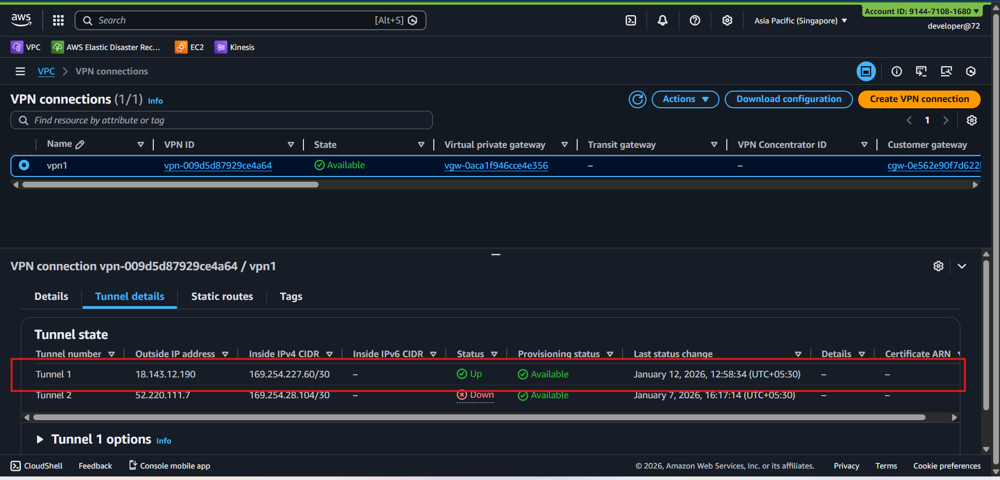 aws
Search [Alt+S]
Asia Pacific (Singapore)
Account ID: 9144-7108-1680
developer@72
VPC AWS Elastic Disaster Rec... EC2 Kinesis
VPC VPN connections
VPN connections (1/1) Info
Actions Download configuration Create VPN connection
Find resource by attribute or tag
1
Name VPN ID State Virtual private gateway Transit gateway VPN Concentrator ID Customer gateway
vpn1 vpn-009d5d87929ce4a64 Available vgw-0aca1f946cce4e356 – – cgw-0e562e90f7d622
VPN connection vpn-009d5d87929ce4a64 / vpn1
Details Tunnel details Static routes Tags
Tunnel state
Tunnel number Outside IP address Inside IPv4 CIDR Inside IPv6 CIDR Status Provisioning status Last status change Details Certificate ARN
Tunnel 1 18.143.12.190 169.254.227.60/30 – Up Available January 12, 2026, 12:58:34 (UTC+05:30) – –
Tunnel 2 52.220.111.7 169.254.28.104/30 – Down Available January 7, 2026, 16:17:14 (UTC+05:30) – –
Tunnel 1 options Info
CloudShell Feedback Console mobile app © 2026, Amazon Web Services, Inc. or its affiliates. Privacy Terms Cookie preferences